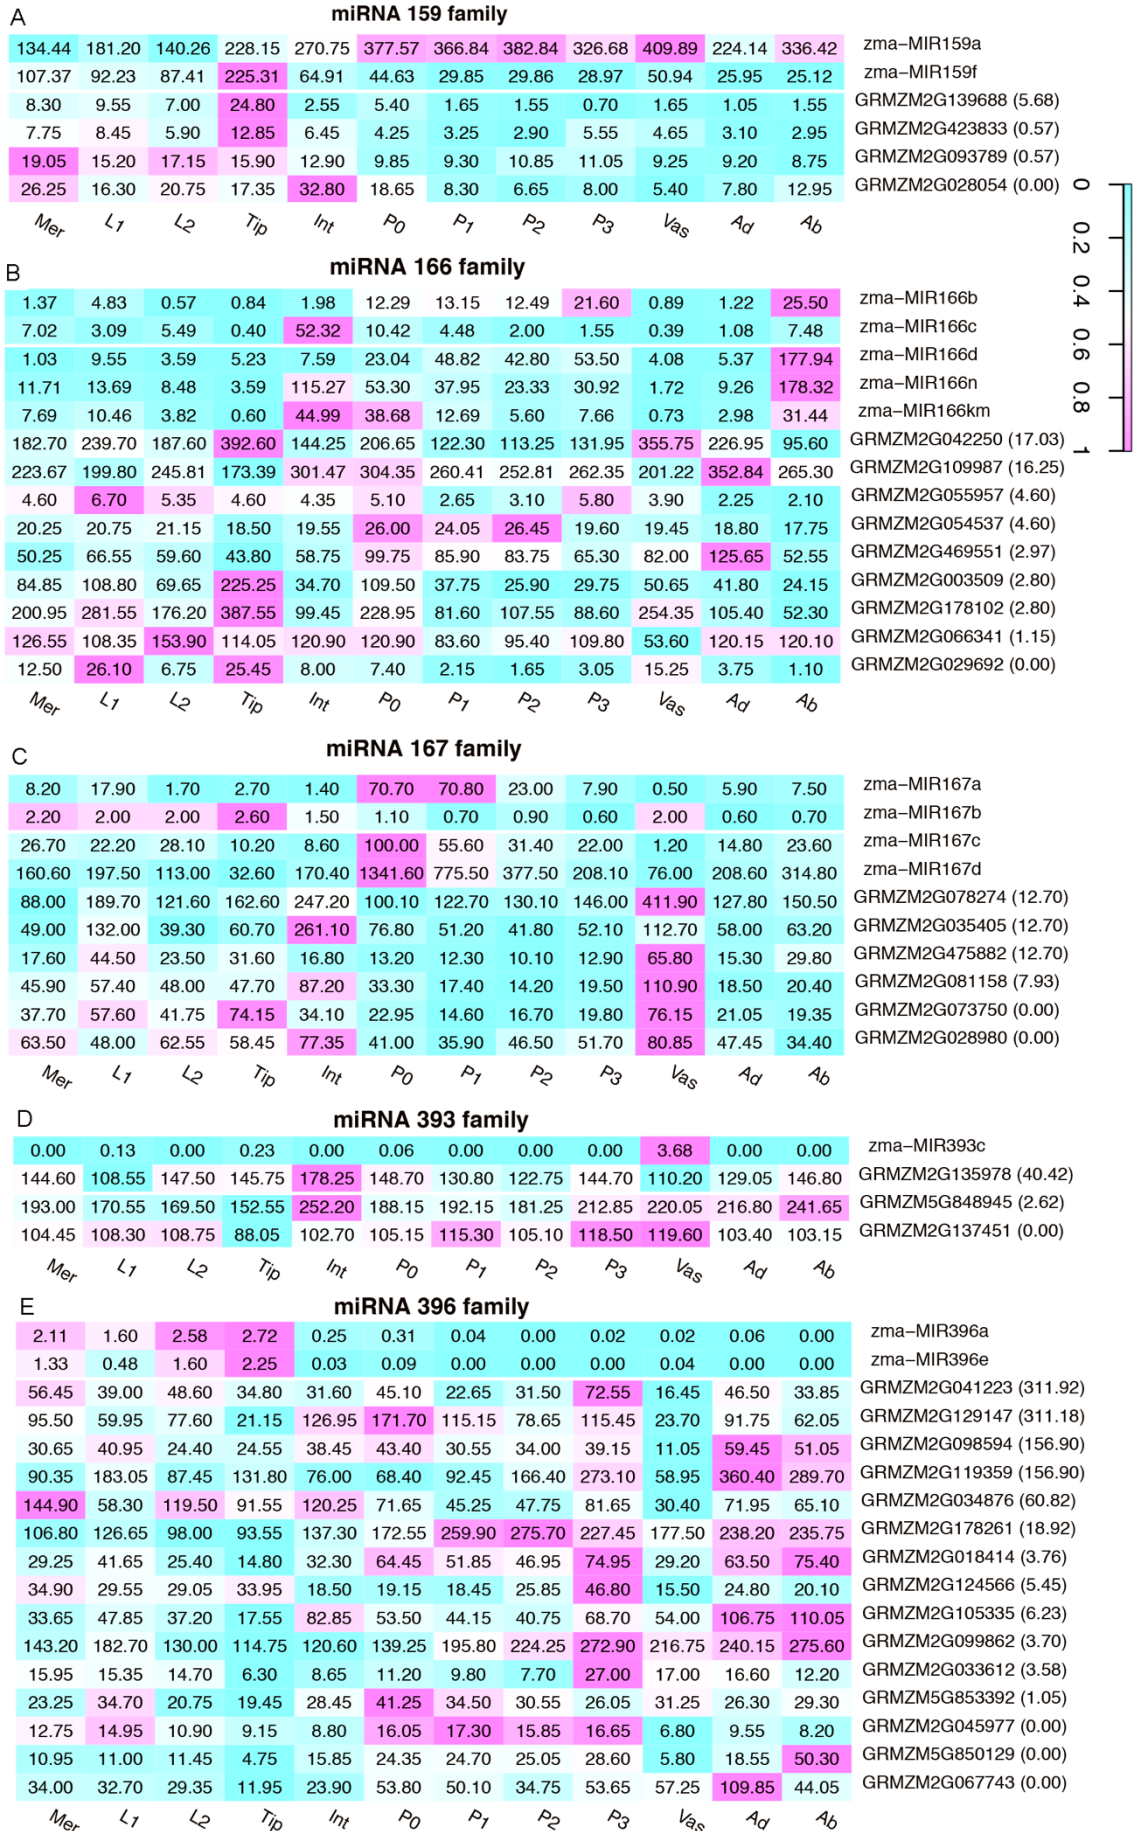 A
miRNA 159 family
134.44 181.20 140.26 228.15 270.75 377.57 366.84 382.84 326.68 409.89 224.14 336.42 zma-MIR159a
107.37 92.23 87.41 225.31 64.91 44.63 29.85 29.86 28.97 50.94 25.95 25.12 zma-MIR159f
8.30 9.55 7.00 24.80 2.55 5.40 1.65 1.55 0.70 1.65 1.05 1.55 GRMZM2G139688 (5.68)
7.75 8.45 5.90 12.85 6.45 4.25 3.25 2.90 5.55 4.65 3.10 2.95 GRMZM2G423833 (0.57)
19.05 15.20 17.15 15.90 12.90 9.85 9.30 10.85 11.05 9.25 9.20 8.75 GRMZM2G093789 (0.57)
26.25 16.30 20.75 17.35 32.80 18.65 8.30 6.65 8.00 5.40 7.80 12.95 GRMZM2G028054 (0.00)
Mer L1 L2 Tip Int P0 P1 P2 P3 Vas Ad Ab
0 0.2 0.4 0.6 0.8 1
B
miRNA 166 family
1.37 4.83 0.57 0.84 1.98 12.29 13.15 12.49 21.60 0.89 1.22 25.50 zma-MIR166b
7.02 3.09 5.49 0.40 52.32 10.42 4.48 2.00 1.55 0.39 1.08 7.48 zma-MIR166c
1.03 9.55 3.59 5.23 7.59 23.04 48.82 42.80 53.50 4.08 5.37 177.94 zma-MIR166d
11.71 13.69 8.48 3.59 115.27 53.30 37.95 23.33 30.92 1.72 9.26 178.32 zma-MIR166n
7.69 10.46 3.82 0.60 44.99 38.68 12.69 5.60 7.66 0.73 2.98 31.44 zma-MIR166km
182.70 239.70 187.60 392.60 144.25 206.65 122.30 113.25 131.95 355.75 226.95 95.60 GRMZM2G042250 (17.03)
223.67 199.80 245.81 173.39 301.47 304.35 260.41 252.81 262.35 201.22 352.84 265.30 GRMZM2G109987 (16.25)
4.60 6.70 5.35 4.60 4.35 5.10 2.65 3.10 5.80 3.90 2.25 2.10 GRMZM2G055957 (4.60)
20.25 20.75 21.15 18.50 19.55 26.00 24.05 26.45 19.60 19.45 18.80 17.75 GRMZM2G054537 (4.60)
50.25 66.55 59.60 43.80 58.75 99.75 85.90 83.75 65.30 82.00 125.65 52.55 GRMZM2G469551 (2.97)
84.85 108.80 69.65 225.25 34.70 109.50 37.75 25.90 29.75 50.65 41.80 24.15 GRMZM2G003509 (2.80)
200.95 281.55 176.20 387.55 99.45 228.95 81.60 107.55 88.60 254.35 105.40 52.30 GRMZM2G178102 (2.80)
126.55 108.35 153.90 114.05 120.90 120.90 83.60 95.40 109.80 53.60 120.15 120.10 GRMZM2G066341 (1.15)
12.50 26.10 6.75 25.45 8.00 7.40 2.15 1.65 3.05 15.25 3.75 1.10 GRMZM2G029692 (0.00)
Mer L1 L2 Tip Int P0 P1 P2 P3 Vas Ad Ab
C
miRNA 167 family
8.20 17.90 1.70 2.70 1.40 70.70 70.80 23.00 7.90 0.50 5.90 7.50 zma-MIR167a
2.20 2.00 2.00 2.60 1.50 1.10 0.70 0.90 0.60 2.00 0.60 0.70 zma-MIR167b
26.70 22.20 28.10 10.20 8.60 100.00 55.60 31.40 22.00 1.20 14.80 23.60 zma-MIR167c
160.60 197.50 113.00 32.60 170.40 1341.60 775.50 377.50 208.10 76.00 208.60 314.80 zma-MIR167d
88.00 189.70 121.60 162.60 247.20 100.10 122.70 130.10 146.00 411.90 127.80 150.50 GRMZM2G078274 (12.70)
49.00 132.00 39.30 60.70 261.10 76.80 51.20 41.80 52.10 112.70 58.00 63.20 GRMZM2G035405 (12.70)
17.60 44.50 23.50 31.60 16.80 13.20 12.30 10.10 12.90 65.80 15.30 29.80 GRMZM2G475882 (12.70)
45.90 57.40 48.00 47.70 87.20 33.30 17.40 14.20 19.50 110.90 18.50 20.40 GRMZM2G081158 (7.93)
37.70 57.60 41.75 74.15 34.10 22.95 14.60 16.70 19.80 76.15 21.05 19.35 GRMZM2G073750 (0.00)
63.50 48.00 62.55 58.45 77.35 41.00 35.90 46.50 51.70 80.85 47.45 34.40 GRMZM2G028980 (0.00)
Mer L1 L2 Tip Int P0 P1 P2 P3 Vas Ad Ab
D
miRNA 393 family
0.00 0.13 0.00 0.23 0.00 0.06 0.00 0.00 0.00 3.68 0.00 0.00 zma-MIR393c
144.60 108.55 147.50 145.75 178.25 148.70 130.80 122.75 144.70 110.20 129.05 146.80 GRMZM2G135978 (40.42)
193.00 170.55 169.50 152.55 252.20 188.15 192.15 181.25 212.85 220.05 216.80 241.65 GRMZM5G848945 (2.62)
104.45 108.30 108.75 88.05 102.70 105.15 115.30 105.10 118.50 119.60 103.40 103.15 GRMZM2G137451 (0.00)
Mer L1 L2 Tip Int P0 P1 P2 P3 Vas Ad Ab
E
miRNA 396 family
2.11 1.60 2.58 2.72 0.25 0.31 0.04 0.00 0.02 0.02 0.06 0.00 zma-MIR396a
1.33 0.48 1.60 2.25 0.03 0.09 0.00 0.00 0.00 0.04 0.00 0.00 zma-MIR396e
56.45 39.00 48.60 34.80 31.60 45.10 22.65 31.50 72.55 16.45 46.50 33.85 GRMZM2G041223 (311.92)
95.50 59.95 77.60 21.15 126.95 171.70 115.15 78.65 115.45 23.70 91.75 62.05 GRMZM2G129147 (311.18)
30.65 40.95 24.40 24.55 38.45 43.40 30.55 34.00 39.15 11.05 59.45 51.05 GRMZM2G098594 (156.90)
90.35 183.05 87.45 131.80 76.00 68.40 92.45 166.40 273.10 58.95 360.40 289.70 GRMZM2G119359 (156.90)
144.90 58.30 119.50 91.55 120.25 71.65 45.25 47.75 81.65 30.40 71.95 65.10 GRMZM2G034876 (60.82)
106.80 126.65 98.00 93.55 137.30 172.55 259.90 275.70 227.45 177.50 238.20 235.75 GRMZM2G178261 (18.92)
29.25 41.65 25.40 14.80 32.30 64.45 51.85 46.95 74.95 29.20 63.50 75.40 GRMZM2G018414 (3.76)
34.90 29.55 29.05 33.95 18.50 19.15 18.45 25.85 46.80 15.50 24.80 20.10 GRMZM2G124566 (5.45)
33.65 47.85 37.20 17.55 82.85 53.50 44.15 40.75 68.70 54.00 106.75 110.05 GRMZM2G105335 (6.23)
143.20 182.70 130.00 114.75 120.60 139.25 195.80 224.25 272.90 216.75 240.15 275.60 GRMZM2G099862 (3.70)
15.95 15.35 14.70 6.30 8.65 11.20 9.80 7.70 27.00 17.00 16.60 12.20 GRMZM2G033612 (3.58)
23.25 34.70 20.75 19.45 28.45 41.25 34.50 30.55 26.05 31.25 26.30 29.30 GRMZM5G853392 (1.05)
12.75 14.95 10.90 9.15 8.80 16.05 17.30 15.85 16.65 6.80 9.55 8.20 GRMZM2G045977 (0.00)
10.95 11.00 11.45 4.75 15.85 24.35 24.70 25.05 28.60 5.80 18.55 50.30 GRMZM5G850129 (0.00)
34.00 32.70 29.35 11.95 23.90 53.80 50.10 34.75 53.65 57.25 109.85 44.05 GRMZM2G067743 (0.00)
Mer L1 L2 Tip Int P0 P1 P2 P3 Vas Ad Ab